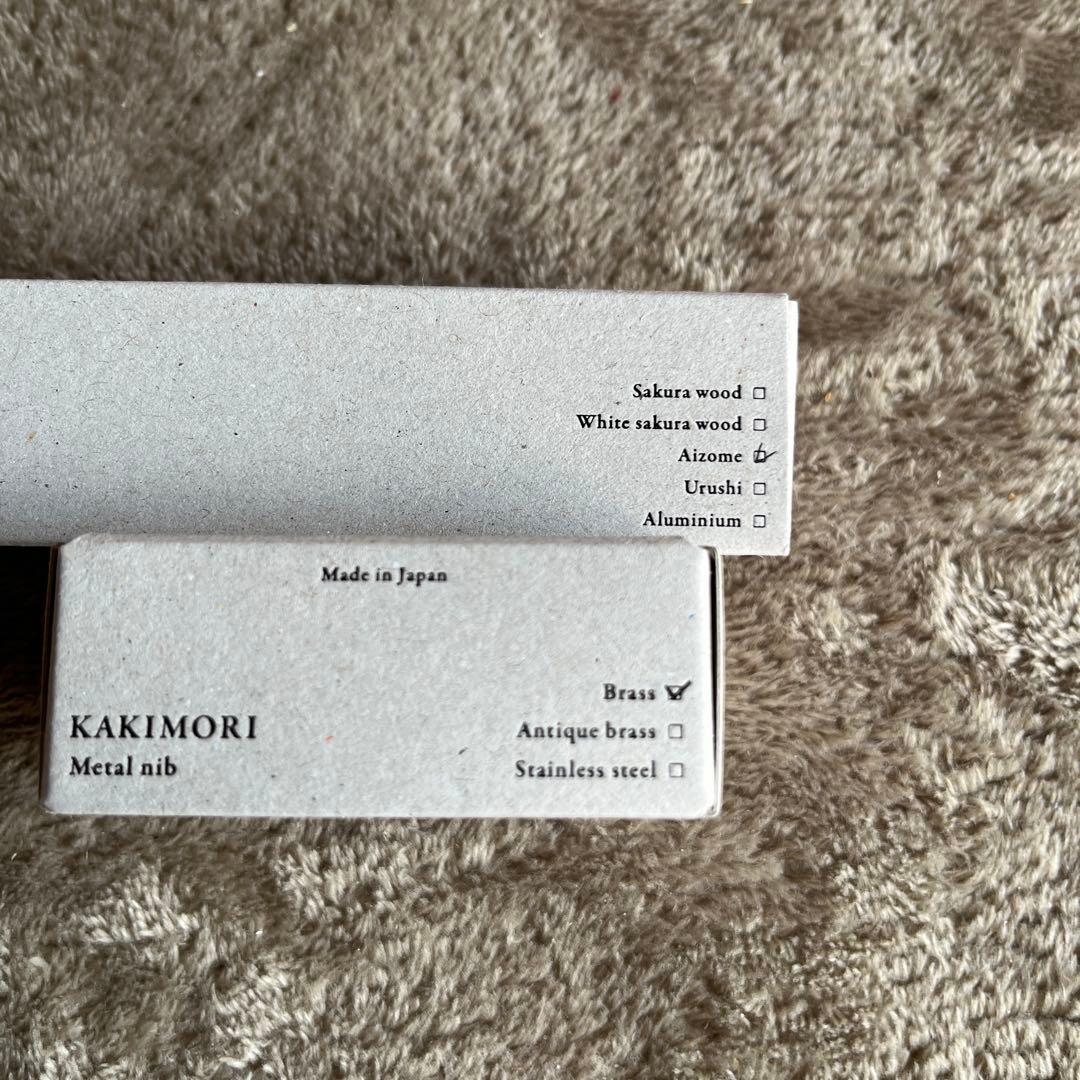 Sakura wood ☐
White sakura wood ☐
Aizome ☑
Urushi ☐
Aluminium ☐
Made in Japan
Brass ☑
KAKIMORI
Antique brass ☐
Metal nib
Stainless steel ☐